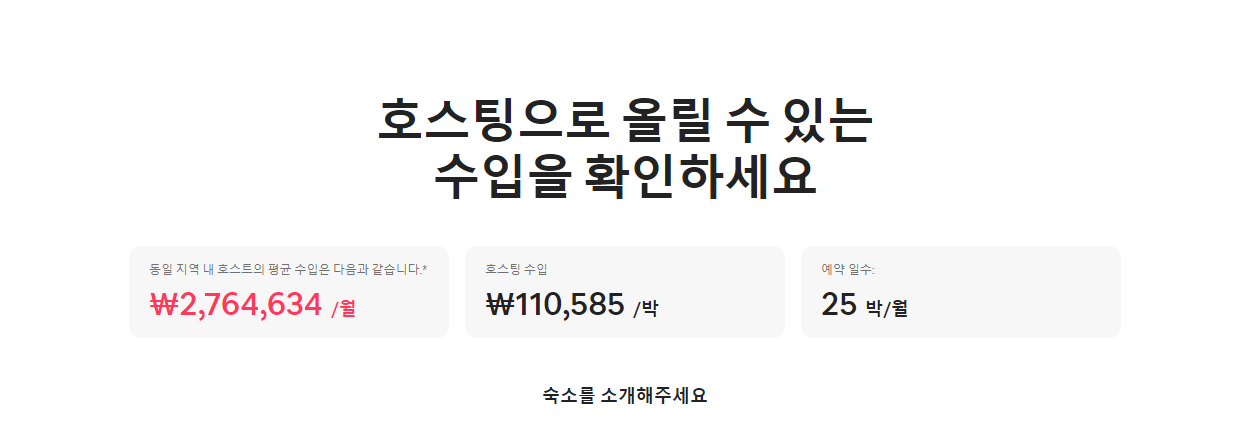 호스팅으로 올릴 수 있는
수입을 확인하세요
동일 지역 내 호스트의 평균 수입은 다음과 같습니다.*
₩2,764,634 /월
호스팅 수입
₩110,585 /박
예약 일수:
25 박/월
숙소를 소개해주세요